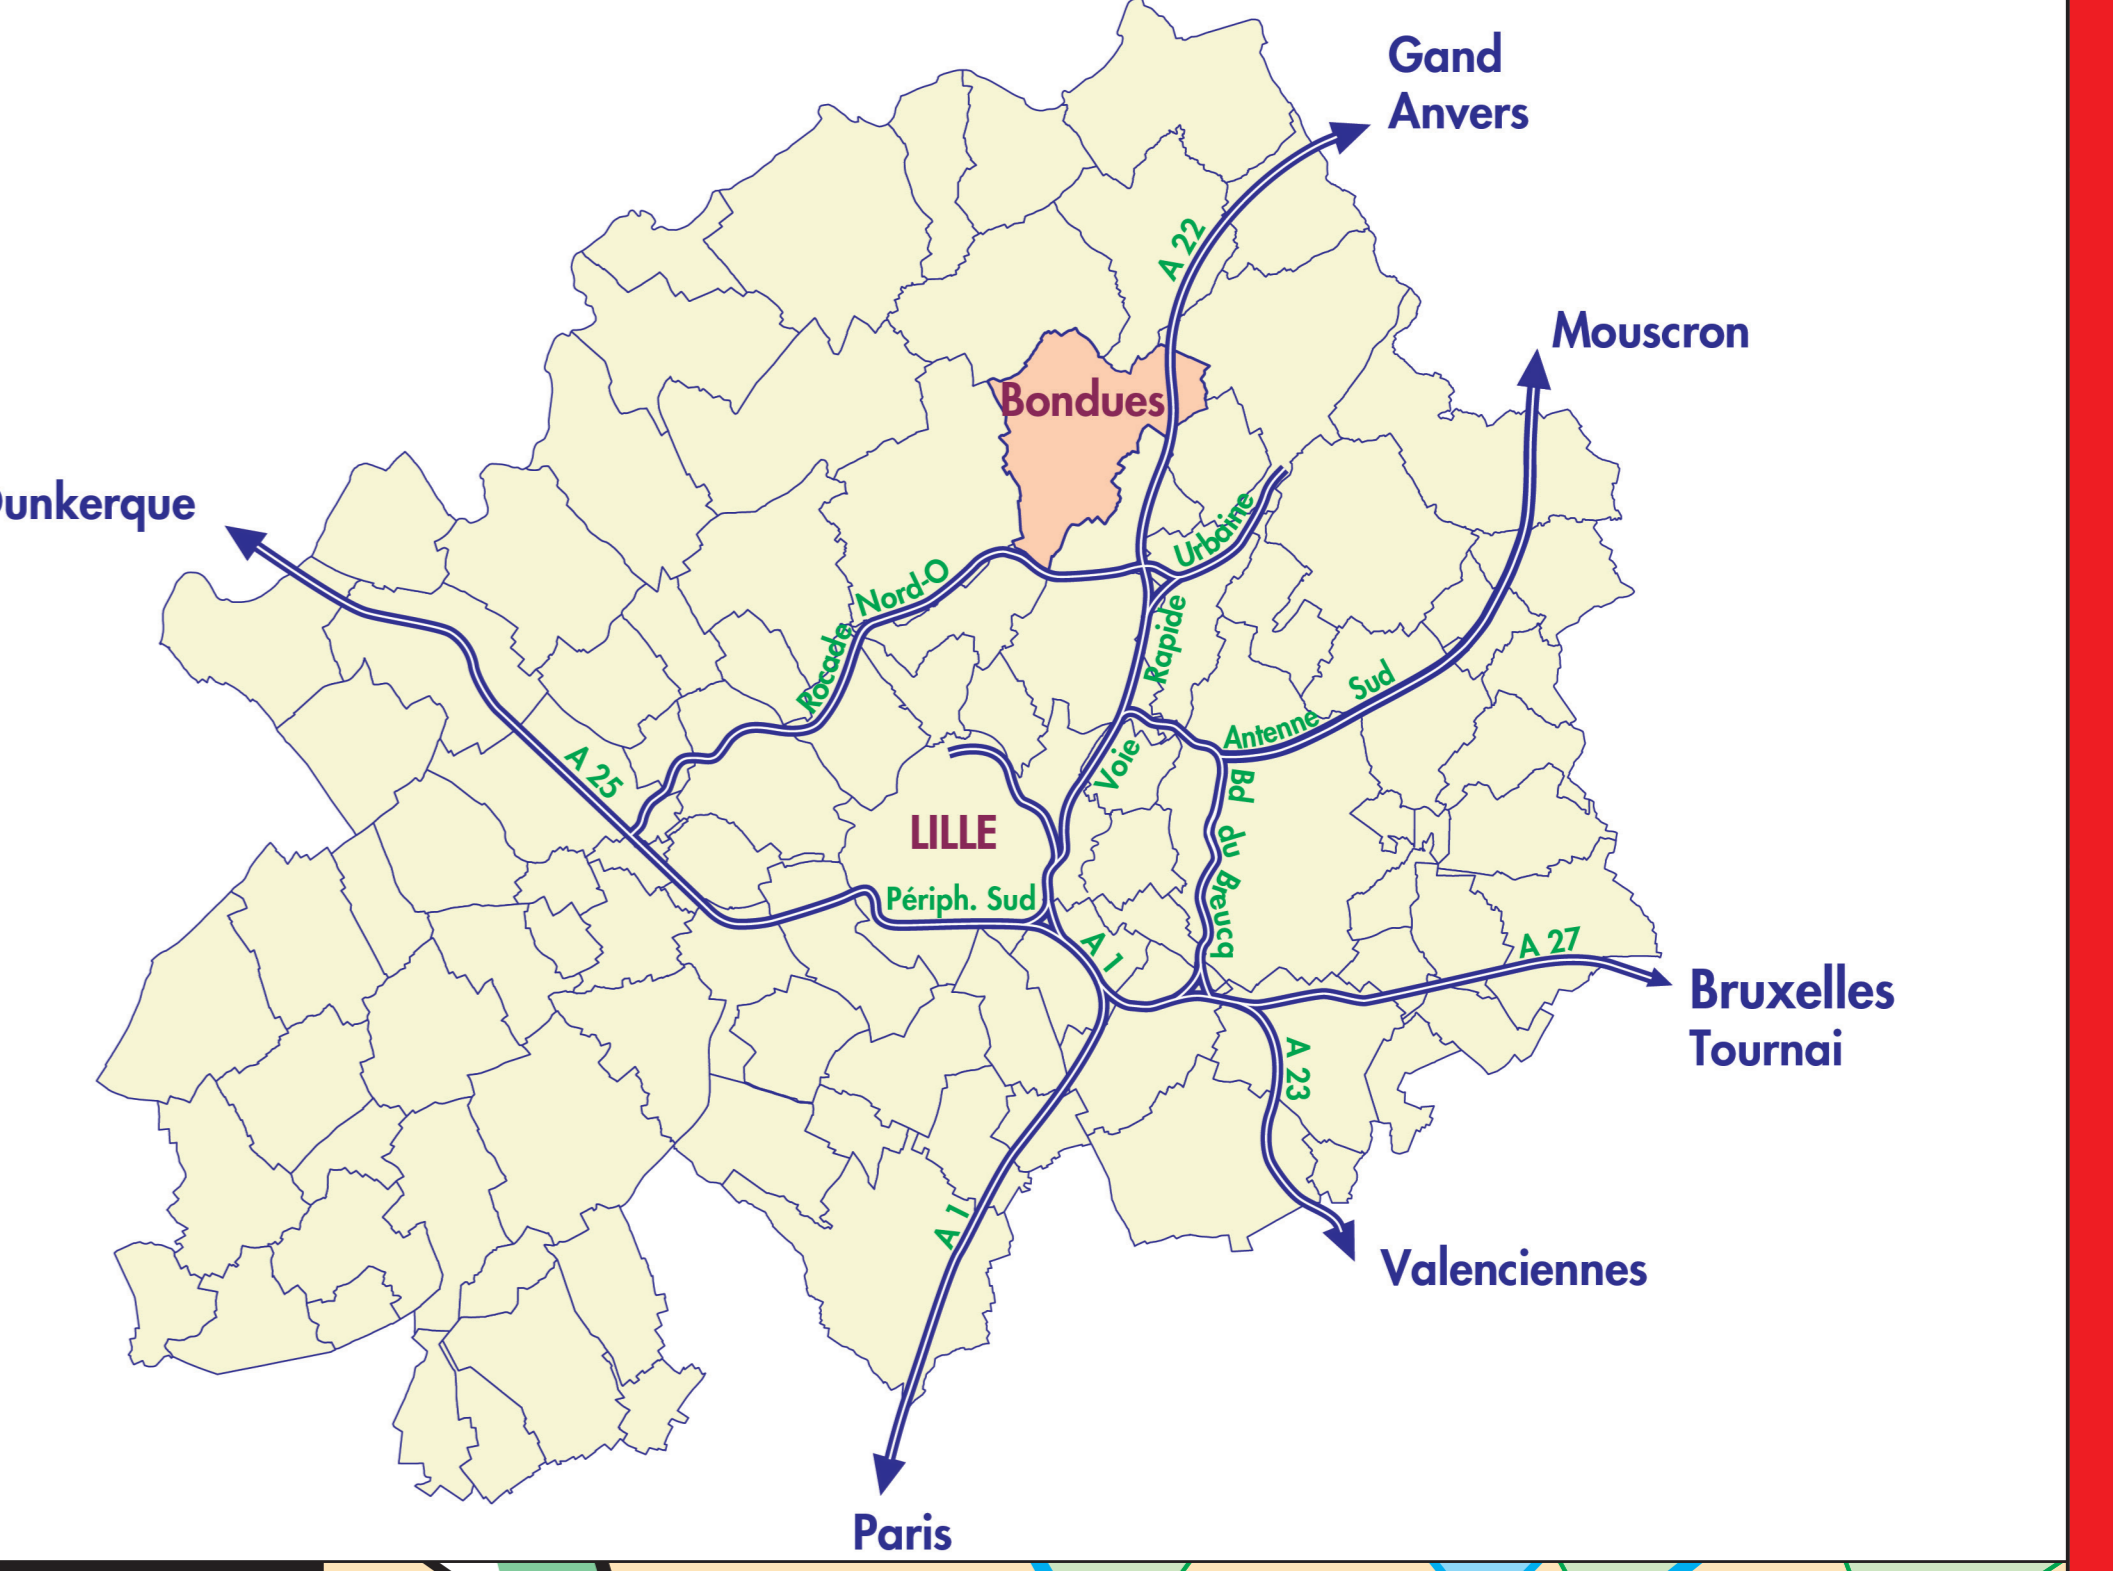 Gand
Anvers
A 22
Mouscron
Bondues
unkerque
Urbaine
Rocade Nord-O
Rapide
Antenne Sud
A 25
Voie
Bd du Breucq
LILLE
Périph. Sud
A 1
A 27
Bruxelles
Tournai
A 23
A 1
Valenciennes
Paris